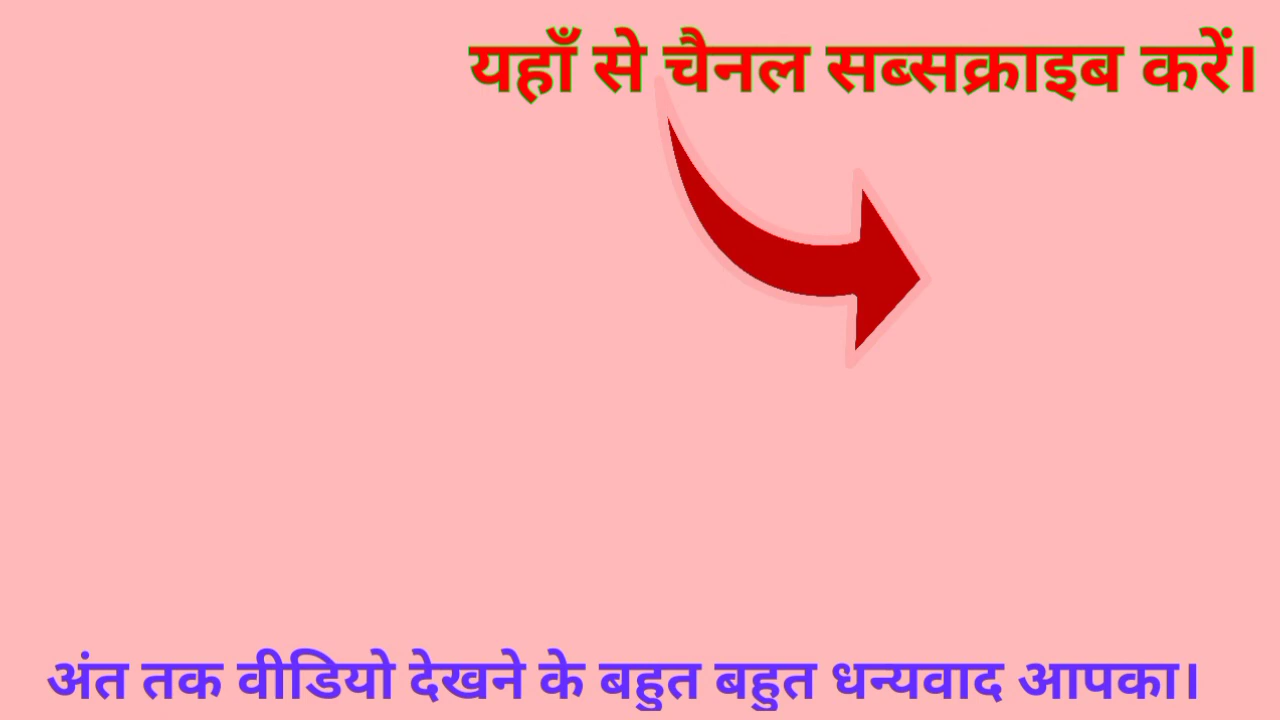 यहाँ से चैनल सब्सक्राइब करें।
अंत तक वीडियो देखने के बहुत बहुत धन्यवाद आपका।